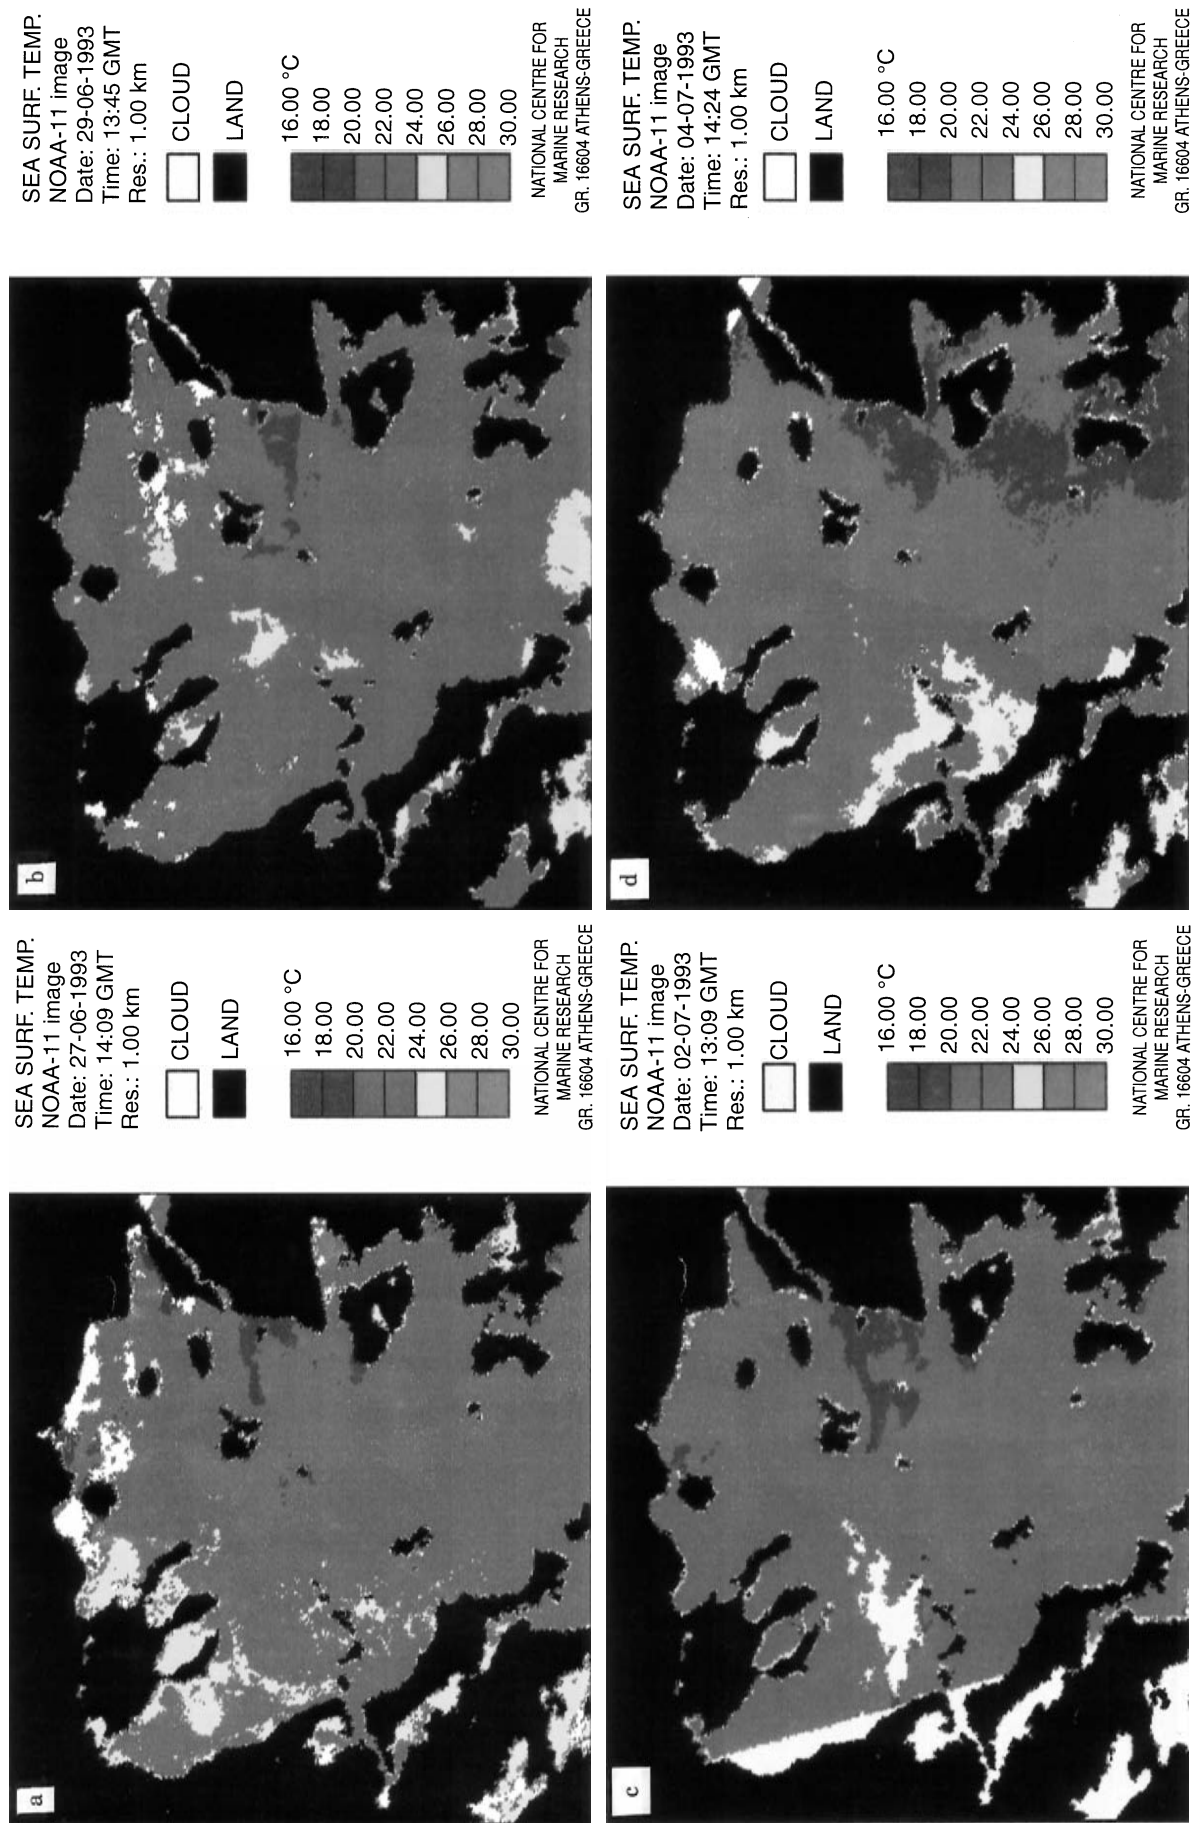 a
SEA SURF. TEMP.
NOAA-11 image
Date: 27-06-1993
Time: 14:09 GMT
Res.: 1.00 km
CLOUD
LAND
16.00 °C
18.00
20.00
22.00
24.00
26.00
28.00
30.00
NATIONAL CENTRE FOR
MARINE RESEARCH
GR. 16604 ATHENS-GREECE
b
SEA SURF. TEMP.
NOAA-11 image
Date: 29-06-1993
Time: 13:45 GMT
Res.: 1.00 km
CLOUD
LAND
16.00 °C
18.00
20.00
22.00
24.00
26.00
28.00
30.00
NATIONAL CENTRE FOR
MARINE RESEARCH
GR. 16604 ATHENS-GREECE
c
SEA SURF. TEMP.
NOAA-11 image
Date: 02-07-1993
Time: 13:09 GMT
Res.: 1.00 km
CLOUD
LAND
16.00 °C
18.00
20.00
22.00
24.00
26.00
28.00
30.00
NATIONAL CENTRE FOR
MARINE RESEARCH
GR. 16604 ATHENS-GREECE
d
SEA SURF. TEMP.
NOAA-11 image
Date: 04-07-1993
Time: 14:24 GMT
Res.: 1.00 km
CLOUD
LAND
16.00 °C
18.00
20.00
22.00
24.00
26.00
28.00
30.00
NATIONAL CENTRE FOR
MARINE RESEARCH
GR. 16604 ATHENS-GREECE